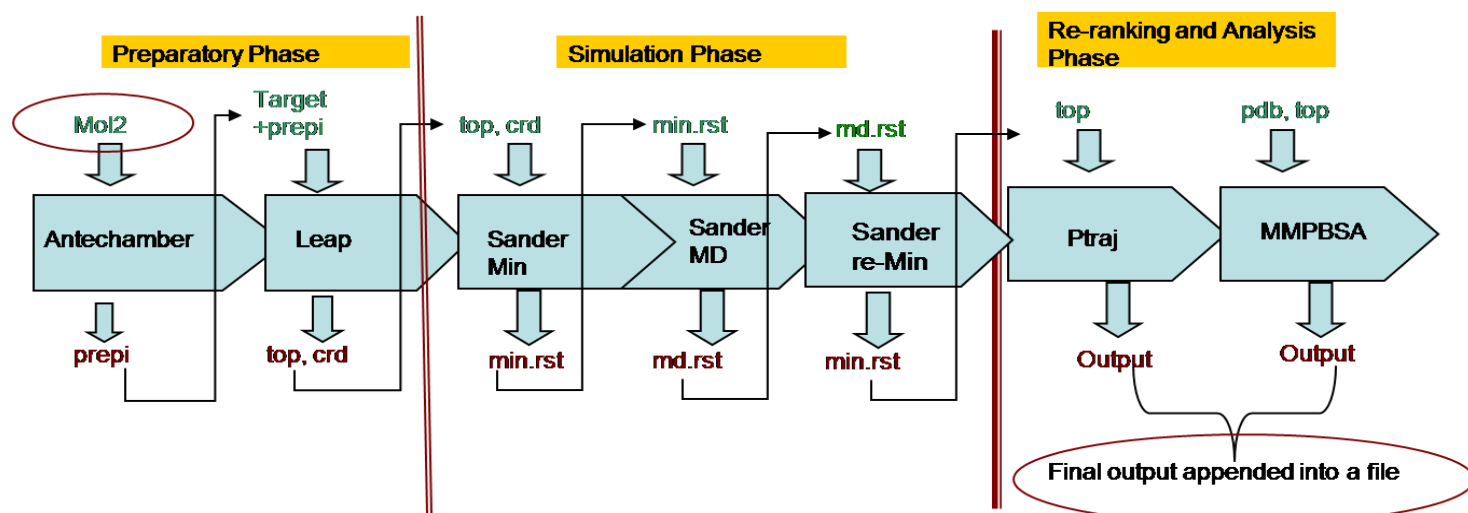 Preparatory Phase
Simulation Phase
Re-ranking and Analysis
Phase
Mol2
Target
+prepi
top, crd
min.rst
md.rst
top
pdb, top
Antechamber
Leap
Sander
Min
Sander
MD
Sander
re-Min
Ptraj
MMPBSA
prepi
top, crd
min.rst
md.rst
min.rst
Output
Output
Final output appended into a file